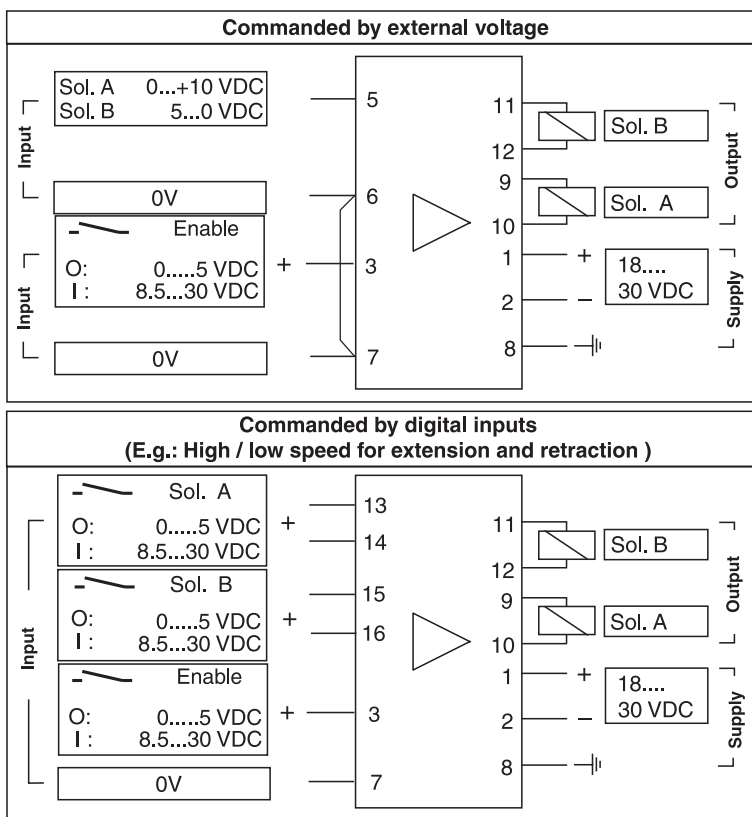 Commanded by external voltage
Input
Sol. A 0...+10 VDC
Sol. B 5...0 VDC
0V
5
6
Input
Enable
O: 0.....5 VDC
I : 8.5...30 VDC
+
3
0V
7
11
12
Sol. B
9
10
Sol. A
Output
1 +
2 −
8
18....
30 VDC
Supply
Commanded by digital inputs
(E.g.: High / low speed for extension and retraction )
Input
Sol. A
O: 0.....5 VDC
I : 8.5...30 VDC
+
13
14
Sol. B
O: 0.....5 VDC
I : 8.5...30 VDC
+
15
16
Enable
O: 0.....5 VDC
I : 8.5...30 VDC
+
3
0V
7
11
12
Sol. B
9
10
Sol. A
Output
1 +
2 −
8
18....
30 VDC
Supply